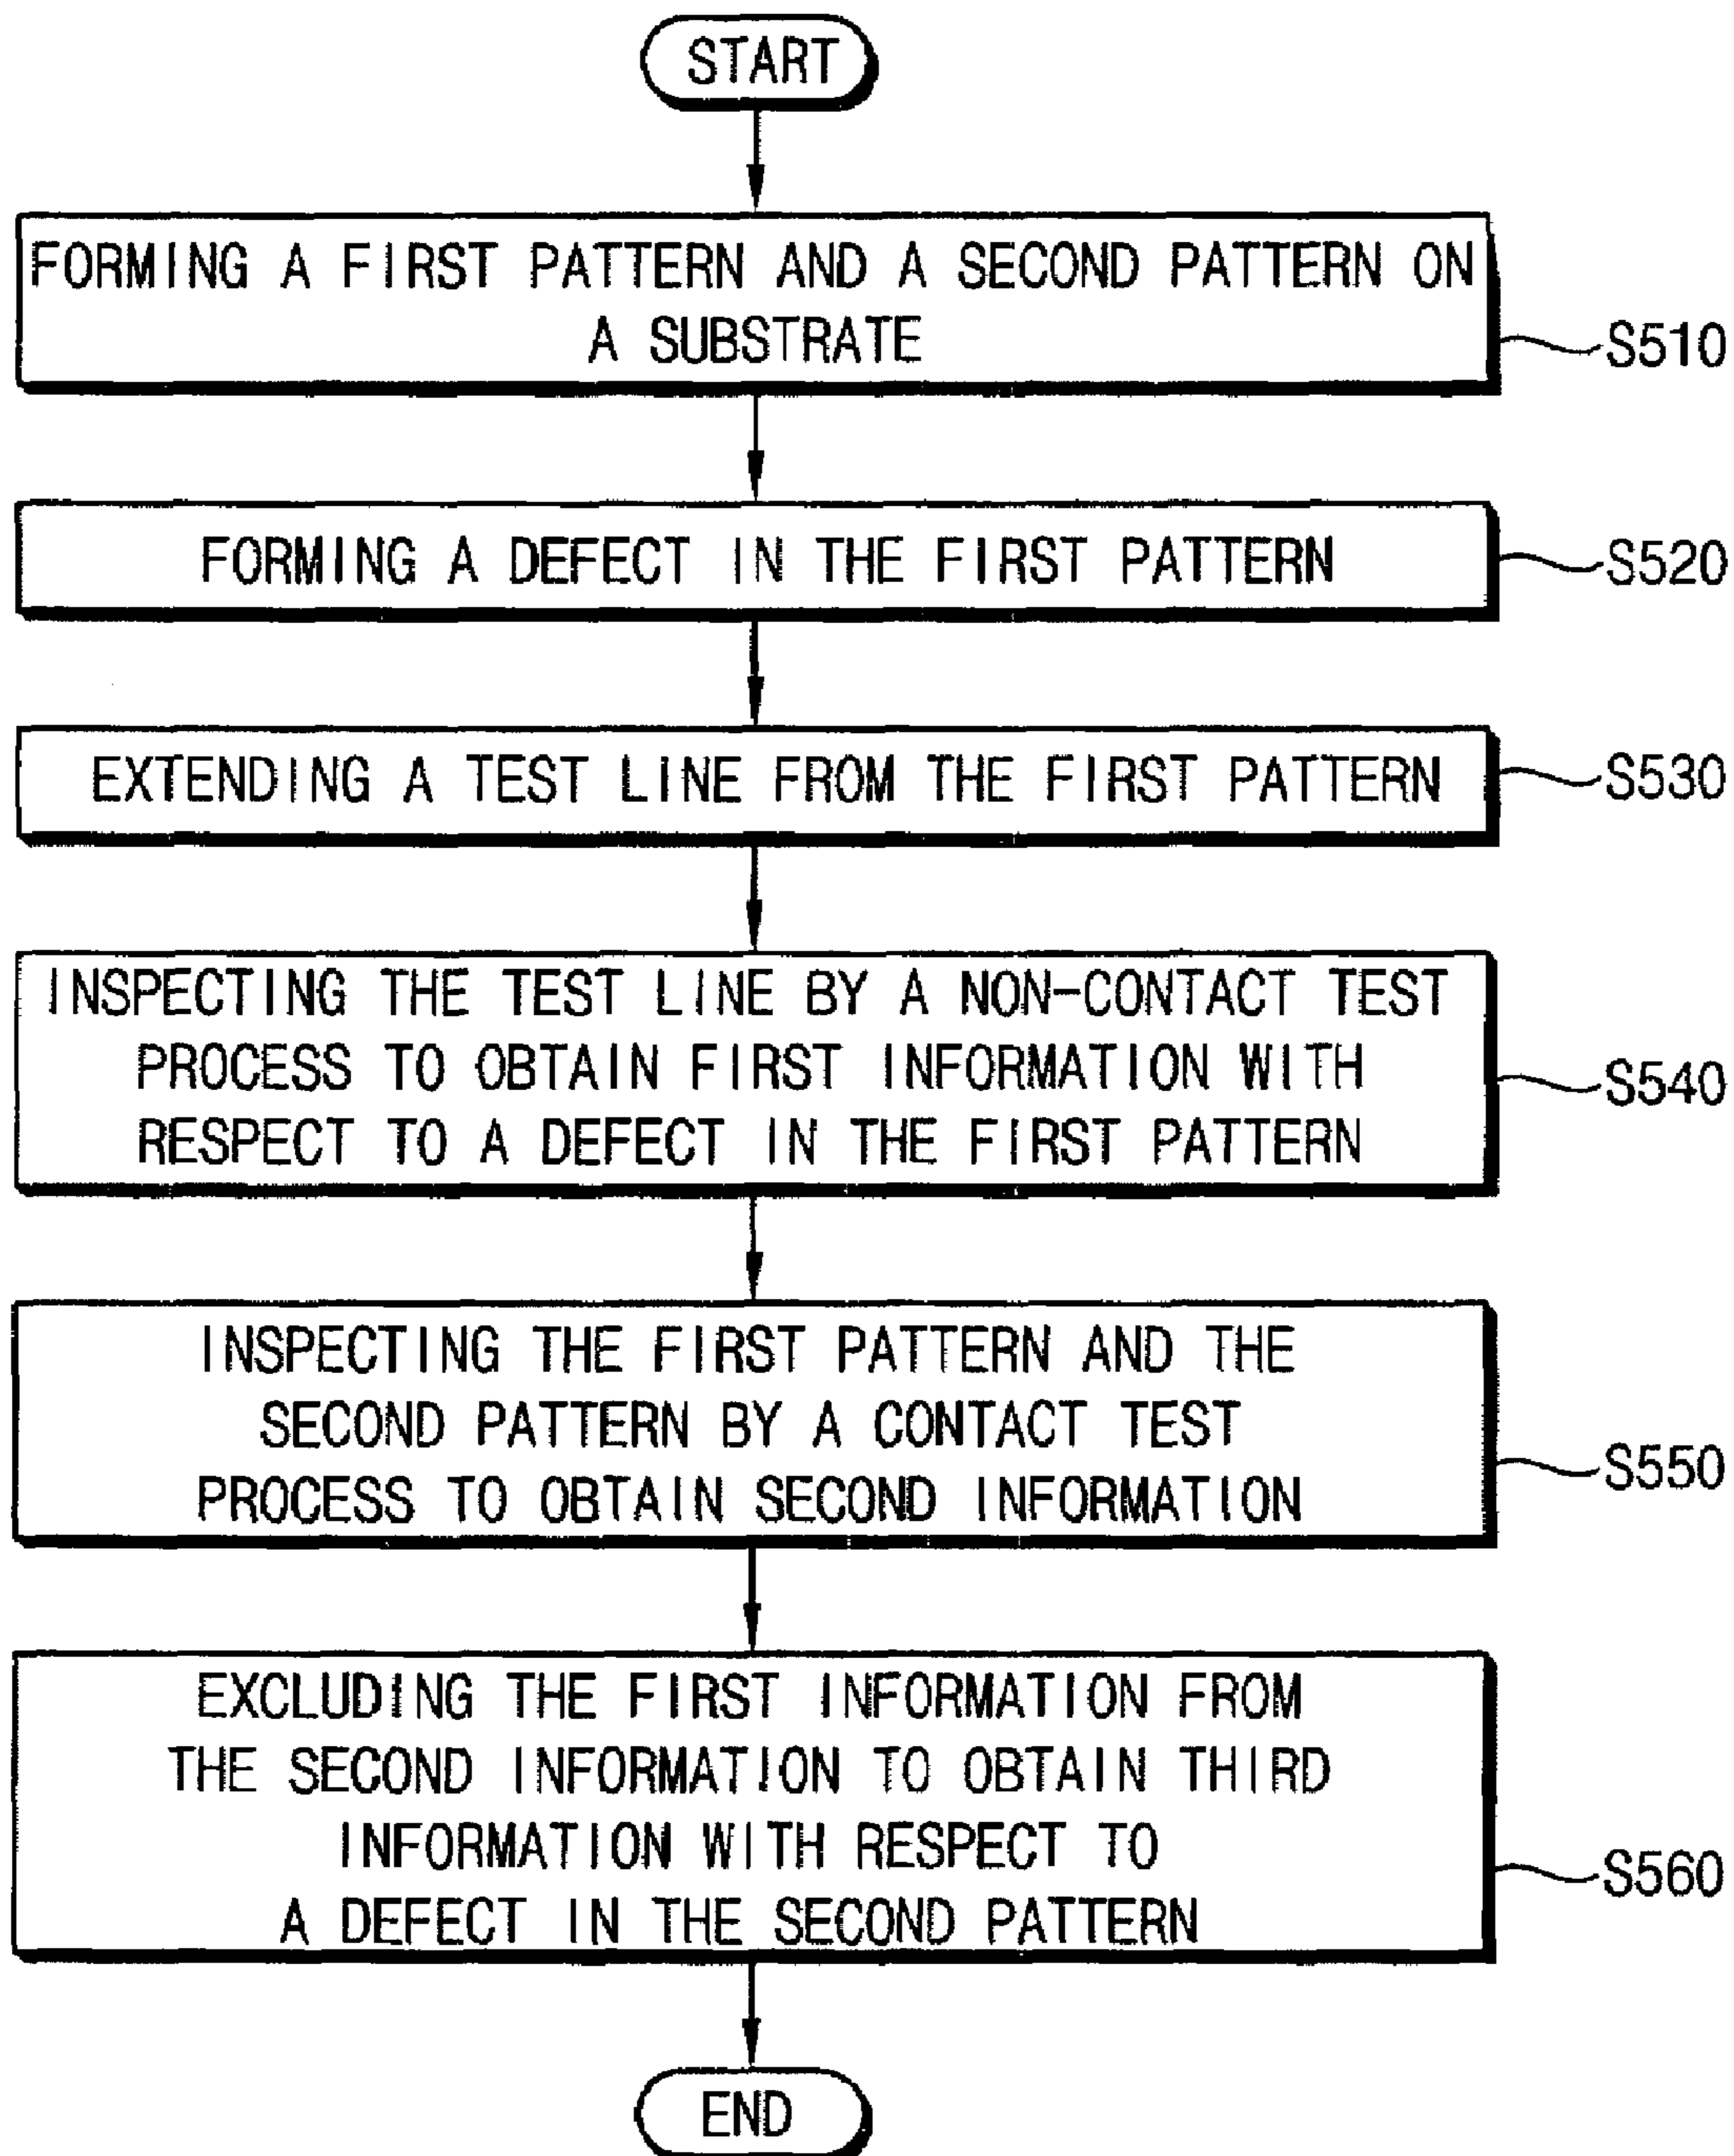 START
FORMING A FIRST PATTERN AND A SECOND PATTERN ON
A SUBSTRATE
S510
FORMING A DEFECT IN THE FIRST PATTERN
S520
EXTENDING A TEST LINE FROM THE FIRST PATTERN
S530
INSPECTING THE TEST LINE BY A NON-CONTACT TEST
PROCESS TO OBTAIN FIRST INFORMATION WITH
RESPECT TO A DEFECT IN THE FIRST PATTERN
S540
INSPECTING THE FIRST PATTERN AND THE
SECOND PATTERN BY A CONTACT TEST
PROCESS TO OBTAIN SECOND INFORMATION
S550
EXCLUDING THE FIRST INFORMATION FROM
THE SECOND INFORMATION TO OBTAIN THIRD
INFORMATION WITH RESPECT TO
A DEFECT IN THE SECOND PATTERN
S560
END